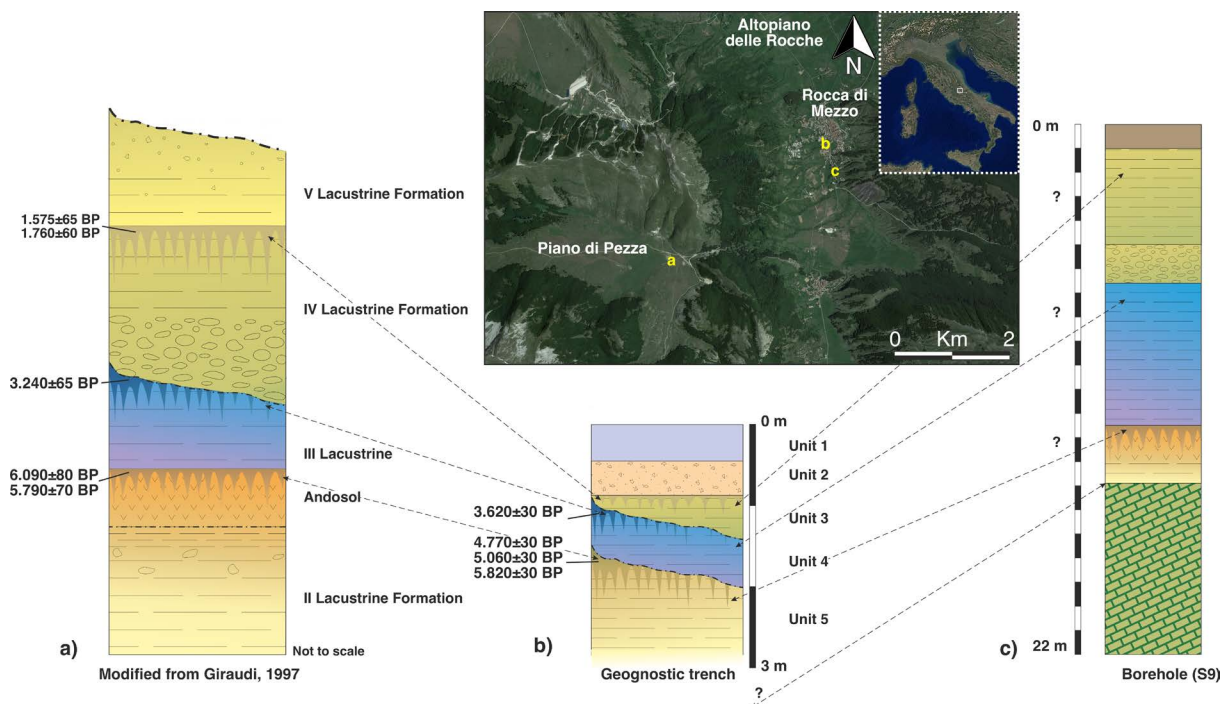 Altopiano
delle Rocche
N
Rocca di
Mezzo
b
c
Piano di Pezza
a
0 Km 2
V Lacustrine Formation
1.575±65 BP
1.760±60 BP
IV Lacustrine Formation
3.240±65 BP
III Lacustrine
6.090±80 BP
5.790±70 BP
Andosol
II Lacustrine Formation
a)
Not to scale
Modified from Giraudi, 1997
0 m
Unit 1
Unit 2
3.620±30 BP
Unit 3
4.770±30 BP
5.060±30 BP
5.820±30 BP
Unit 4
Unit 5
b)
3 m
Geognostic trench
?
0 m
?
?
?
22 m
c)
Borehole (S9)